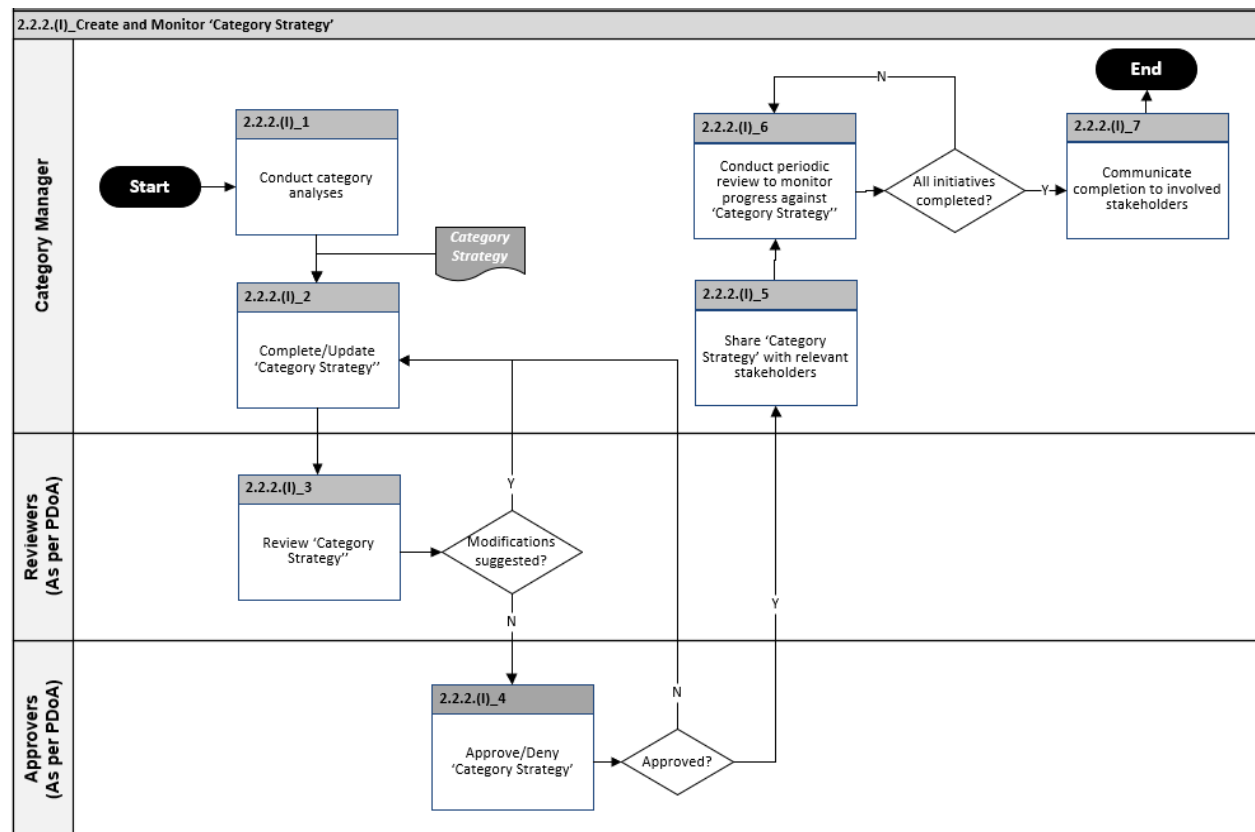 2.2.2.(I)_Create and Monitor ‘Category Strategy’
Category Manager
Start
2.2.2.(I)_1
Conduct category
analyses
Category
Strategy
2.2.2.(I)_2
Complete/Update
‘Category Strategy’’
2.2.2.(I)_6
Conduct periodic
review to monitor
progress against
‘Category Strategy’’
N
All initiatives
completed?
Y
End
2.2.2.(I)_7
Communicate
completion to involved
stakeholders
2.2.2.(I)_5
Share ‘Category
Strategy’ with relevant
stakeholders
Reviewers
(As per PDoA)
2.2.2.(I)_3
Review ‘Category
Strategy’’
Y
Modifications
suggested?
N
Y
Approvers
(As per PDoA)
2.2.2.(I)_4
Approve/Deny
‘Category Strategy’
N
Approved?